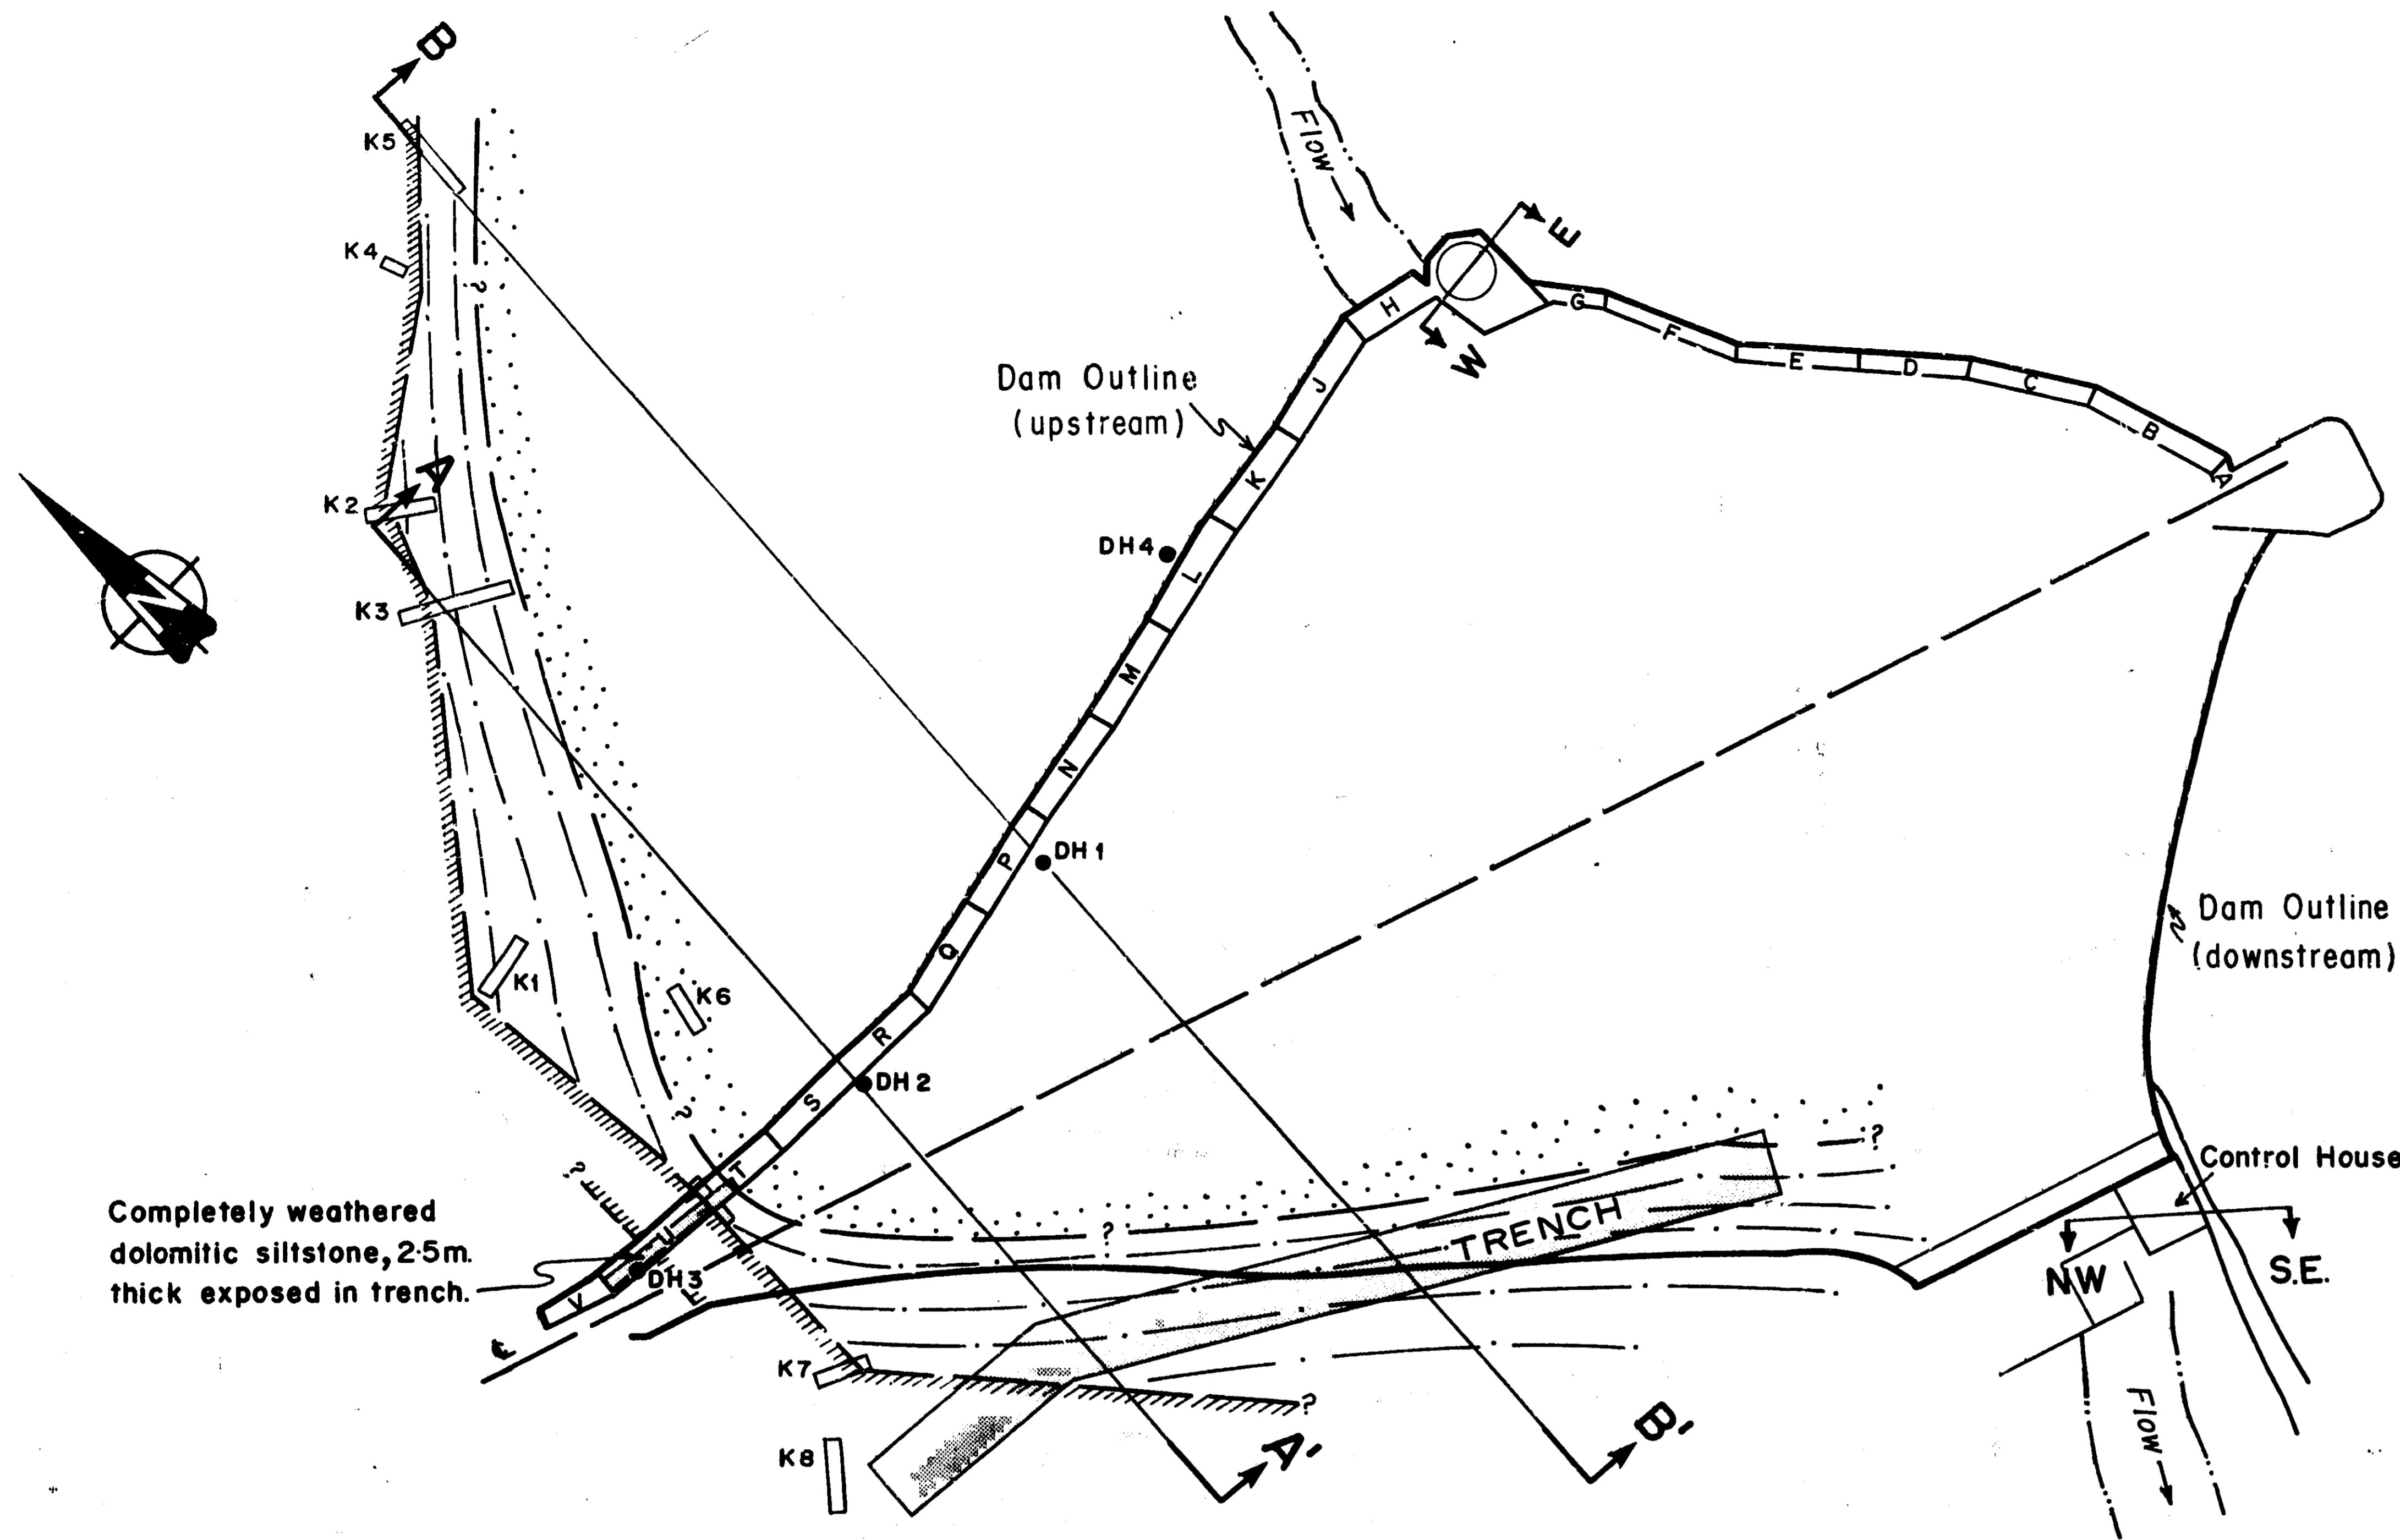 B
K5
K4
?
K2
A
K3
N
K1
K6
?
Flow
E
W
H
G
F
E
D
C
B
A
Dam Outline
(upstream)
J
K
DH4
L
M
N
P
DH 1
Q
R
DH 2
S
T
U
V
DH3
?
Completely weathered
dolomitic siltstone, 2·5m.
thick exposed in trench.
℄
K7
K8
?
TRENCH
?
?
A'
B'
Dam Outline
(downstream)
Control House
NW
S.E.
Flow